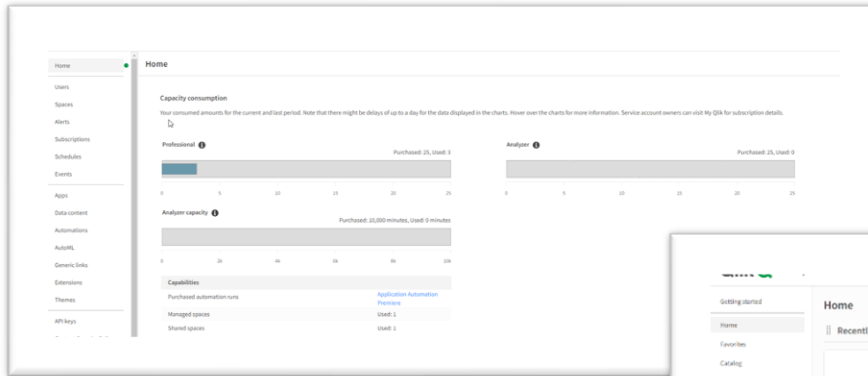 Home
Users
Spaces
Alerts
Subscriptions
Schedules
Events
Apps
Data content
Automations
AutoML
Generic links
Extensions
Themes
API keys
Home
Capacity consumption
Your consumed amounts for the current and last period. Note that there might be delays of up to a day for the data displayed in the charts. Hover over the charts for more information. Service account owners can visit My Qlik for subscription details.
Professional
Purchased: 25, Used: 3
0 5 10 15 20 25
Analyzer
Purchased: 25, Used: 0
0 5 10 15 20 25
Analyzer capacity
Purchased: 10,000 minutes, Used: 0 minutes
0 2k 4k 6k 8k 10k
Capabilities
Purchased automation runs Application Automation
Premiere
Managed spaces Used: 1
Shared spaces Used: 1
Getting started
Home
Favorites
Catalog
Home